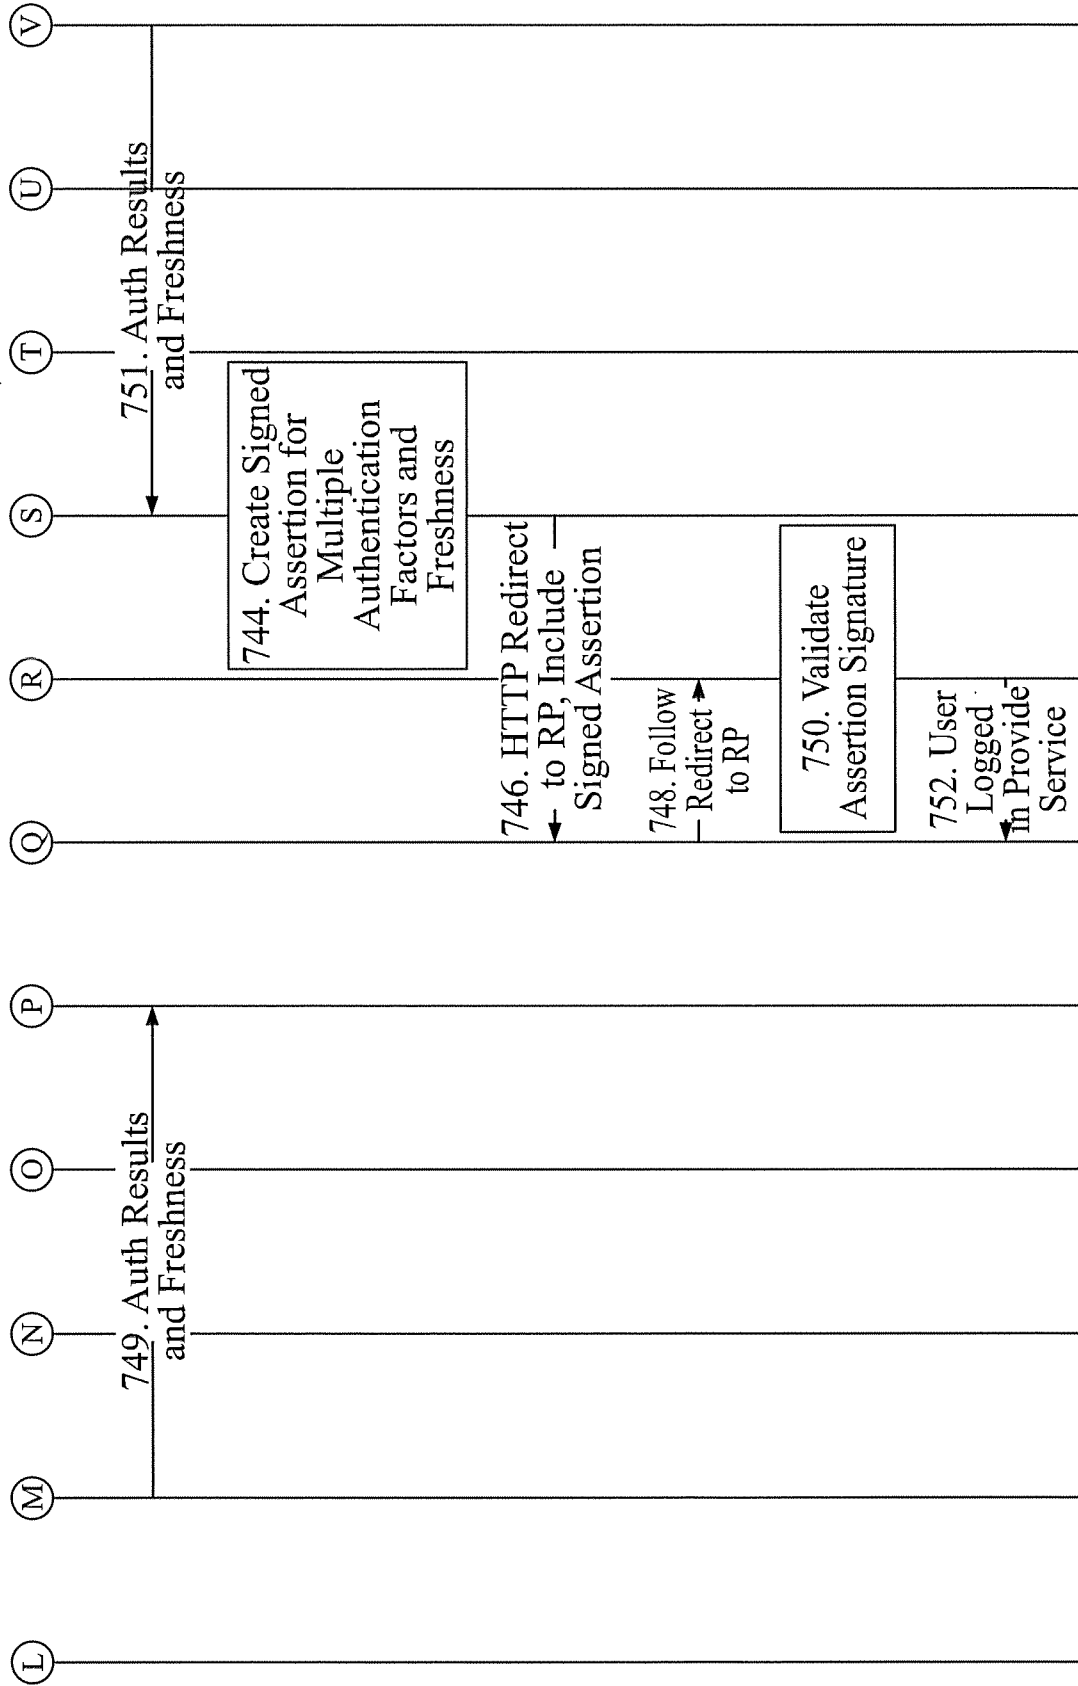 L
M
N
O
P
Q
R
S
T
U
V
749. Auth Results
and Freshness
751. Auth Results
and Freshness
744. Create Signed
Assertion for
Multiple
Authentication
Factors and
Freshness
746. HTTP Redirect
to RP, Include
Signed Assertion
748. Follow
Redirect
to RP
750. Validate
Assertion Signature
752. User
Logged
in Provide
Service